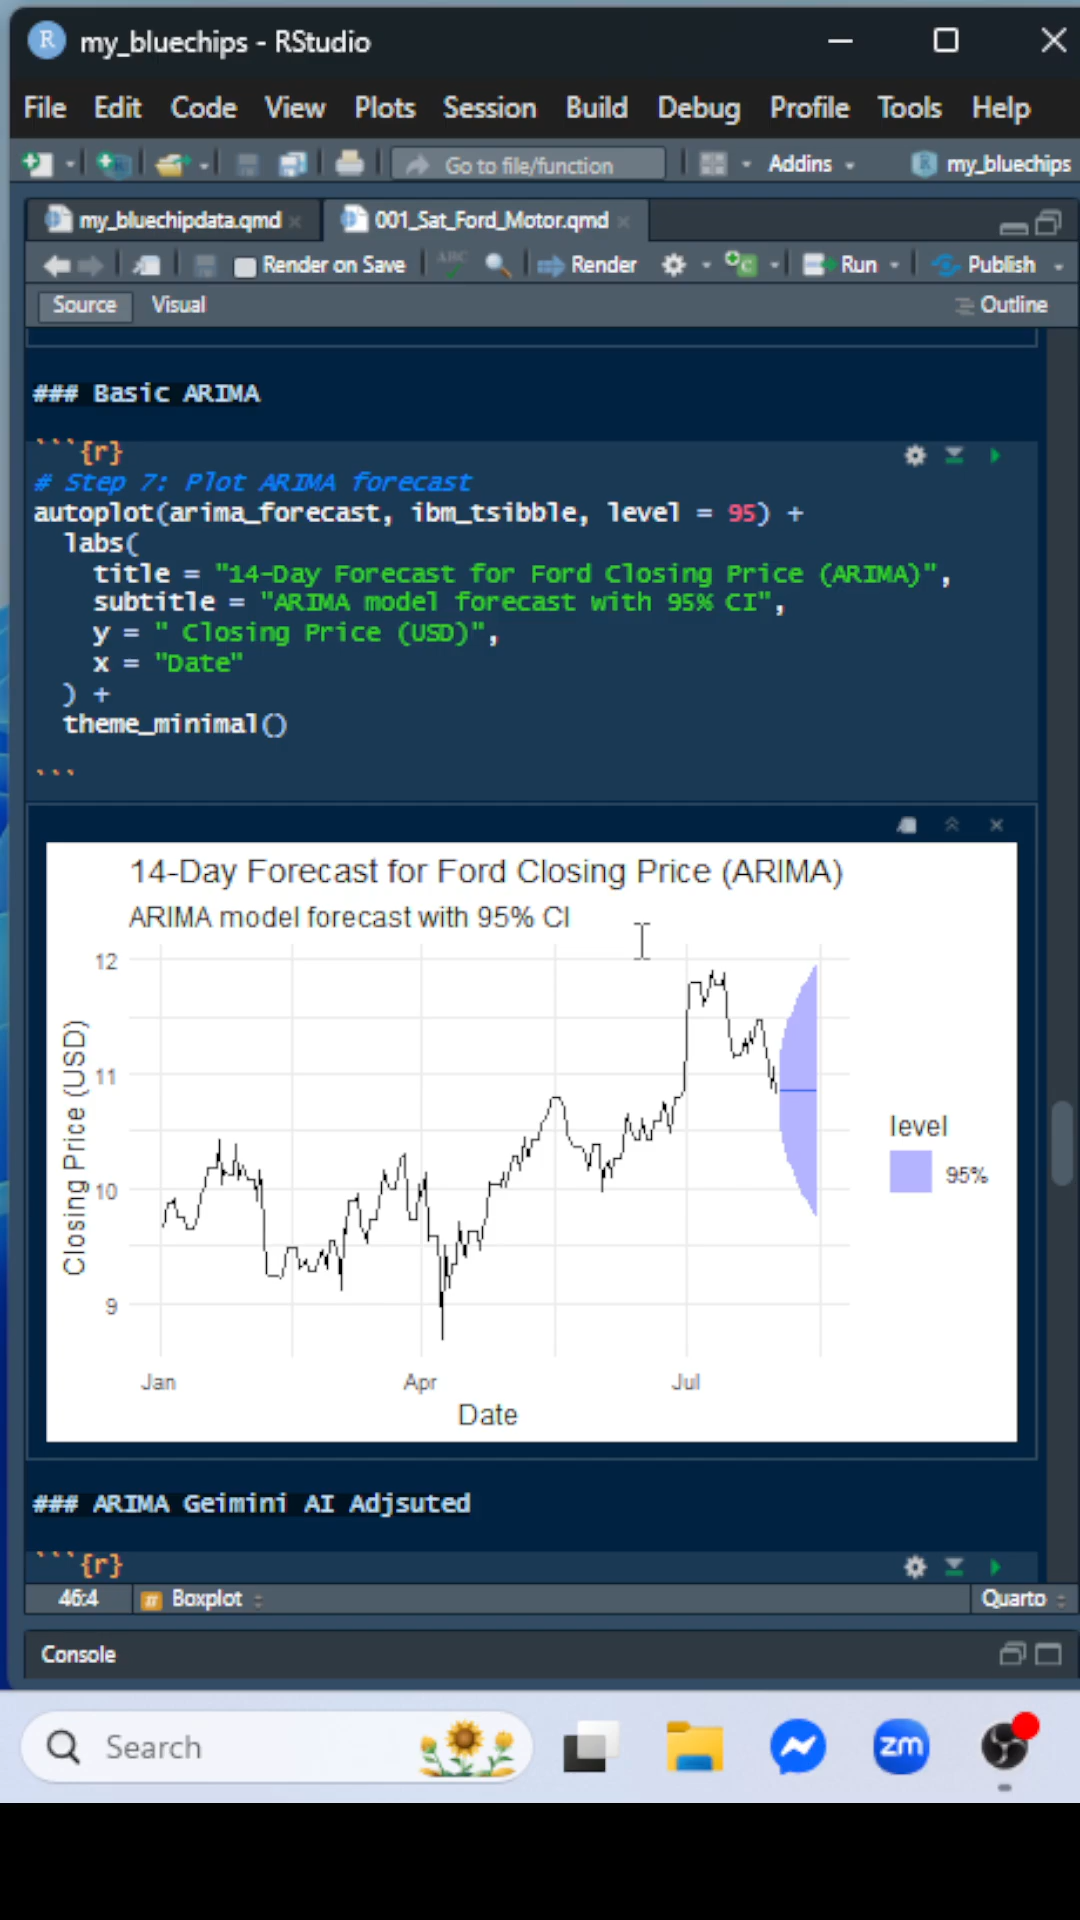 R my_bluechips - RStudio
File Edit Code View Plots Session Build Debug Profile Tools Help
Go to file/function Addins my_bluechips
my_bluechipdata.qmd 001_Sat_Ford_Motor.qmd
Render on Save ABC Render Run Publish
Source Visual Outline
### Basic ARIMA
```{r}
# Step 7: Plot ARIMA forecast
autoplot(arima_forecast, ibm_tsibble, level = 95) +
labs(
title = "14-Day Forecast for Ford Closing Price (ARIMA)",
subtitle = "ARIMA model forecast with 95% CI",
y = " Closing Price (USD)",
x = "Date"
) +
theme_minimal()
```
14-Day Forecast for Ford Closing Price (ARIMA)
ARIMA model forecast with 95% CI
12
11
10
9
Closing Price (USD)
Jan Apr Jul
Date
level
95%
### ARIMA Geimini AI Adjsuted
```{r}
46:4 # Boxplot Quarto
Console
Search zm